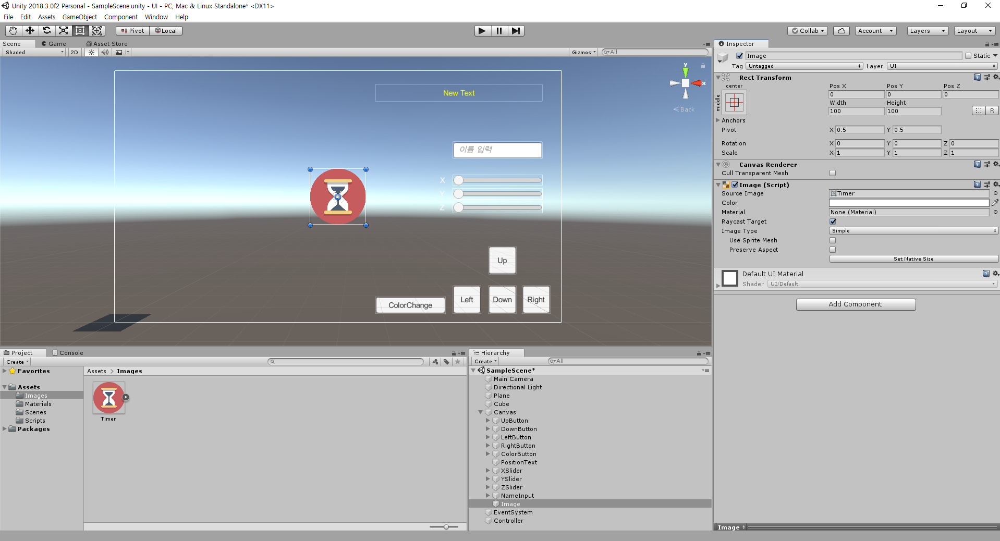 Unity 2018.3.0f2 Personal - SampleScene.unity - UI - PC, Mac & Linux Standalone* <DX11>
File Edit Assets GameObject Component Window Help
Pivot Local Collab Account Layers Layout
Scene Game Asset Store
Shaded 2D Gizmos All
y
x
Back
New Text
이름 입력
X
Y
Z
Up
Left Down Right
ColorChange
Inspector
Image Static
Tag Untagged Layer UI
Rect Transform
center Pos X Pos Y Pos Z
middle 0 0 0
Width Height
100 100 R
Anchors
Pivot X 0.5 Y 0.5
Rotation X 0 Y 0 Z 0
Scale X 1 Y 1 Z 1
Canvas Renderer
Cull Transparent Mesh
Image (Script)
Source Image Timer
Color
Material None (Material)
Raycast Target
Image Type Simple
Use Sprite Mesh
Preserve Aspect
Set Native Size
Default UI Material
Shader UI/Default
Add Component
Image
Project Console
Create
Favorites
Assets
Images
Materials
Scenes
Scripts
Packages
Assets > Images
Timer
Hierarchy
Create All
SampleScene*
Main Camera
Directional Light
Plane
Cube
Canvas
UpButton
DownButton
LeftButton
RightButton
ColorButton
PositionText
XSlider
YSlider
ZSlider
NameInput
Image
EventSystem
Controller